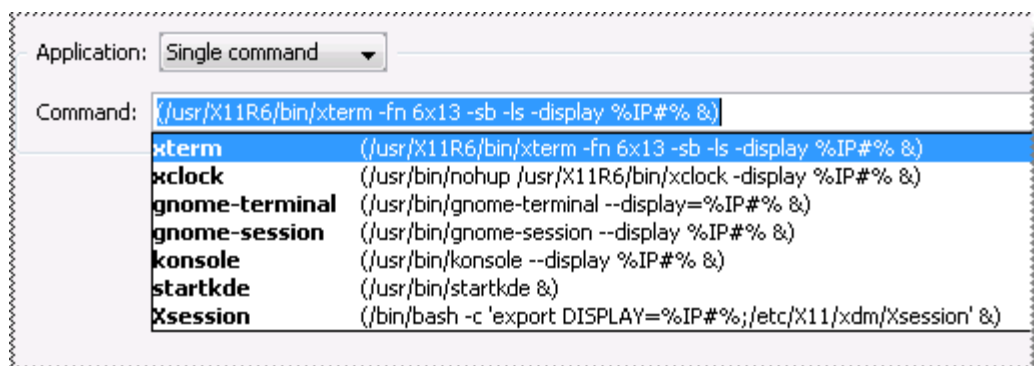 Application: Single command
Command: (/usr/X11R6/bin/xterm -fn 6x13 -sb -ls -display %IP#% &)
xterm (/usr/X11R6/bin/xterm -fn 6x13 -sb -ls -display %IP#% &)
xclock (/usr/bin/nohup /usr/X11R6/bin/xclock -display %IP#% &)
gnome-terminal (/usr/bin/gnome-terminal --display=%IP#% &)
gnome-session (/usr/bin/gnome-session --display %IP#% &)
konsole (/usr/bin/konsole --display %IP#% &)
startkde (/usr/bin/startkde &)
Xsession (/bin/bash -c 'export DISPLAY=%IP#%;/etc/X11/xdm/Xsession' &)